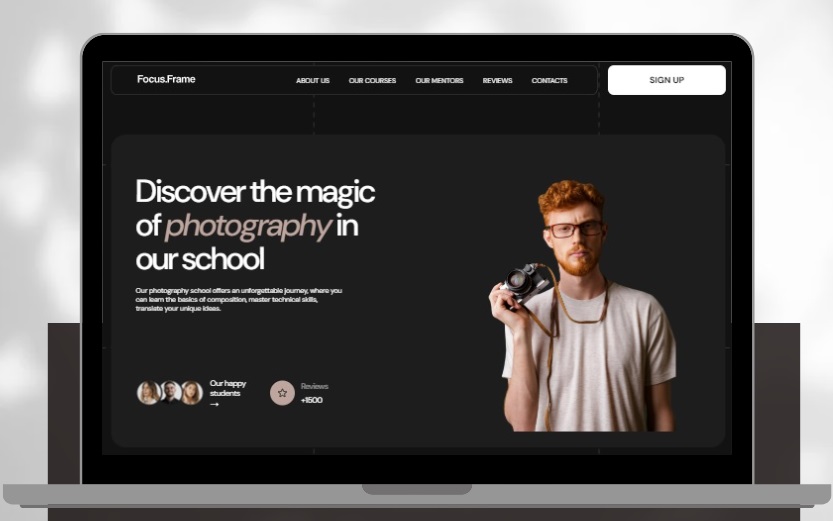 Focus.Frame
ABOUT US
OUR COURSES
OUR MENTORS
REVIEWS
CONTACTS
SIGN UP
Discover the magic
of photography in
our school
Our photography school offers an unforgettable journey, where you
can learn the basics of composition, master technical skills,
translate your unique ideas.
Our happy
students
→
Reviews
+1500